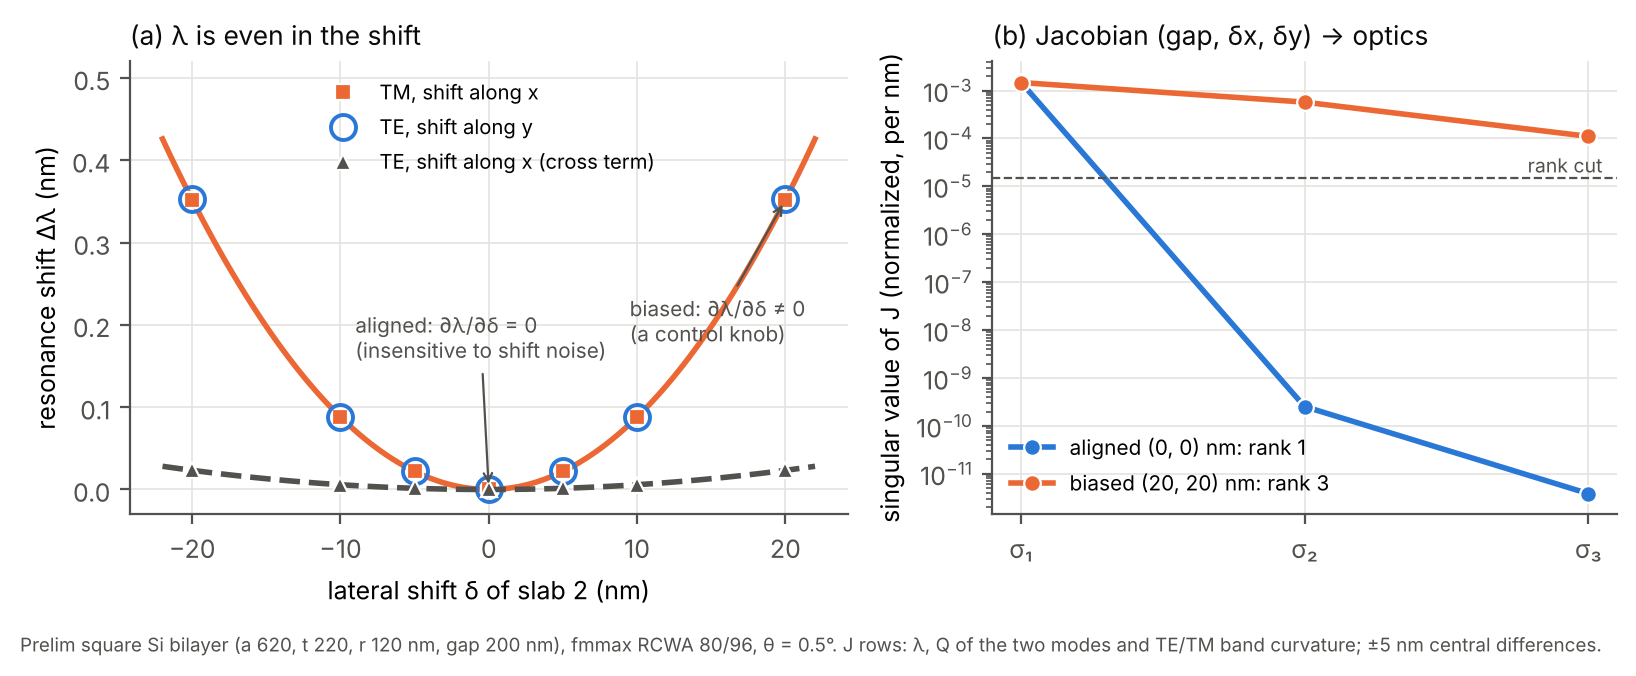 (a) λ is even in the shift
resonance shift Δλ (nm)
0.5
0.4
0.3
0.2
0.1
0.0
TM, shift along x
TE, shift along y
TE, shift along x (cross term)
aligned: ∂λ/∂δ = 0
(insensitive to shift noise)
biased: ∂λ/∂δ ≠ 0
(a control knob)
−20
−10
0
10
20
lateral shift δ of slab 2 (nm)
(b) Jacobian (gap, δx, δy) → optics
singular value of J (normalized, per nm)
10⁻³
10⁻⁴
10⁻⁵
10⁻⁶
10⁻⁷
10⁻⁸
10⁻⁹
10⁻¹⁰
10⁻¹¹
rank cut
aligned (0, 0) nm: rank 1
biased (20, 20) nm: rank 3
σ₁
σ₂
σ₃
Prelim square Si bilayer (a 620, t 220, r 120 nm, gap 200 nm), fmmax RCWA 80/96, θ = 0.5°. J rows: λ, Q of the two modes and TE/TM band curvature; ±5 nm central differences.